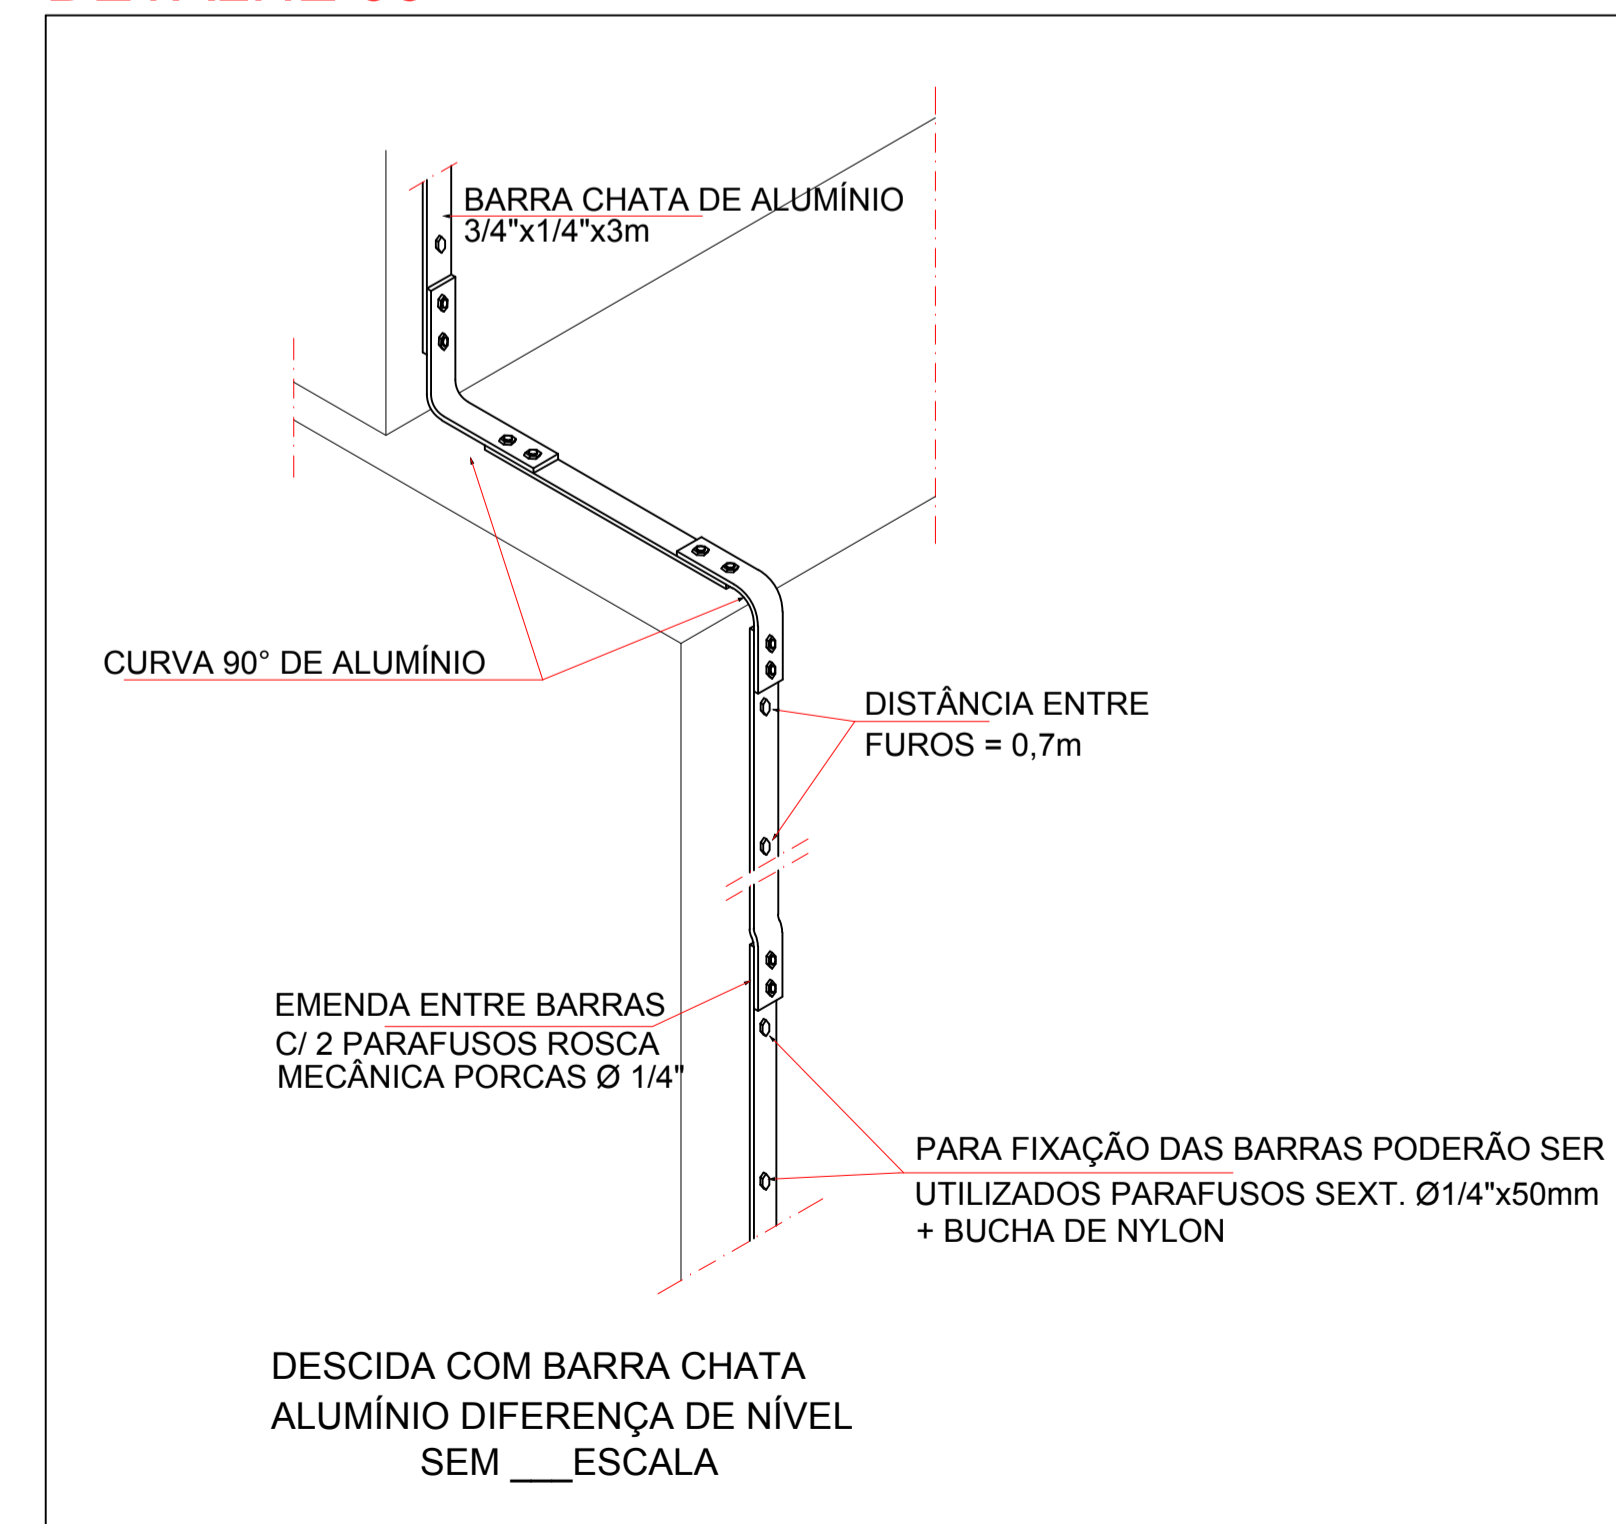 BARRA CHATA DE ALUMÍNIO
3/4"x1/4"x3m
CURVA 90° DE ALUMÍNIO
DISTÂNCIA ENTRE
FUROS = 0,7m
EMENDA ENTRE BARRAS
C/ 2 PARAFUSOS ROSCA
MECÂNICA PORCAS Ø 1/4"
PARA FIXAÇÃO DAS BARRAS PODERÃO SER
UTILIZADOS PARAFUSOS SEXT. Ø1/4"x50mm
+ BUCHA DE NYLON
DESCIDA COM BARRA CHATA
ALUMÍNIO DIFERENÇA DE NÍVEL
SEM ___ESCALA